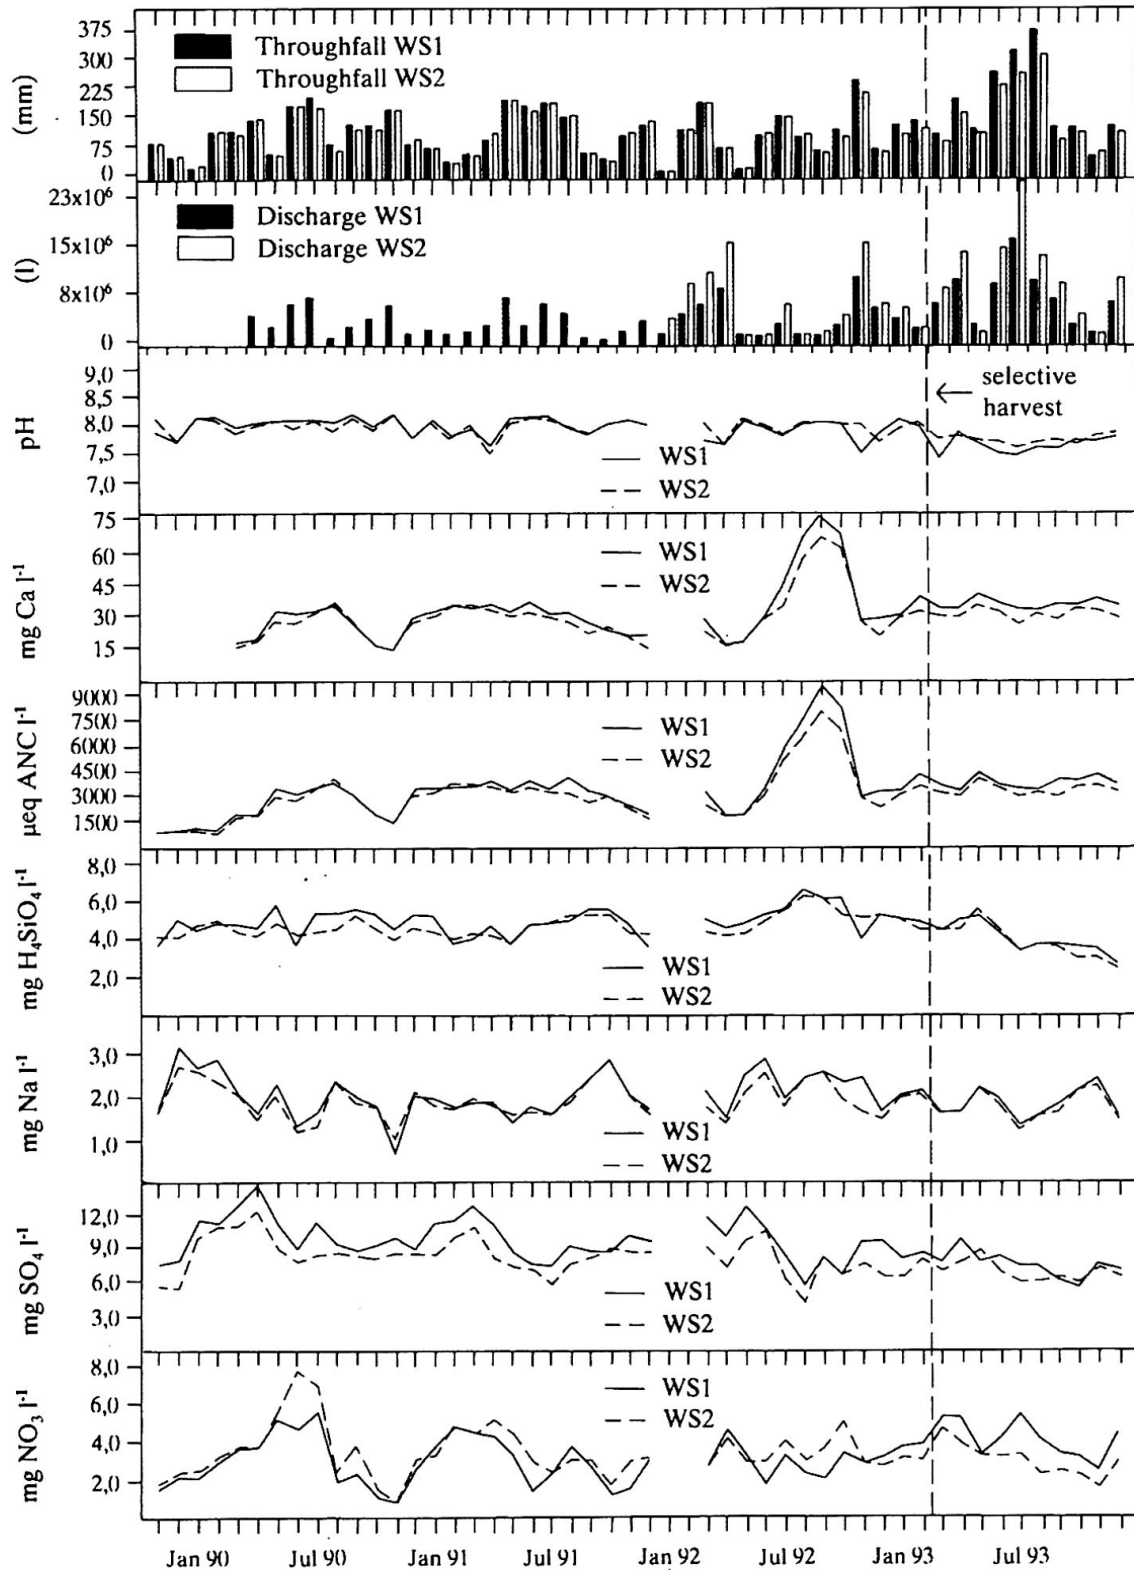 375
300
225
150
75
0
(mm)
Throughfall WS1
Throughfall WS2
23x10⁶
15x10⁶
8x10⁶
0
(l)
Discharge WS1
Discharge WS2
9,0
8,5
8,0
7,5
7,0
pH
selective
harvest
WS1
WS2
75
60
45
30
15
mg Ca l⁻¹
WS1
WS2
9000
7500
6000
4500
3000
1500
µeq ANC l⁻¹
WS1
WS2
8,0
6,0
4,0
2,0
mg H₄SiO₄ l⁻¹
WS1
WS2
3,0
2,0
1,0
mg Na l⁻¹
WS1
WS2
12,0
9,0
6,0
3,0
mg SO₄ l⁻¹
WS1
WS2
8,0
6,0
4,0
2,0
mg NO₃ l⁻¹
WS1
WS2
Jan 90 Jul 90 Jan 91 Jul 91 Jan 92 Jul 92 Jan 93 Jul 93